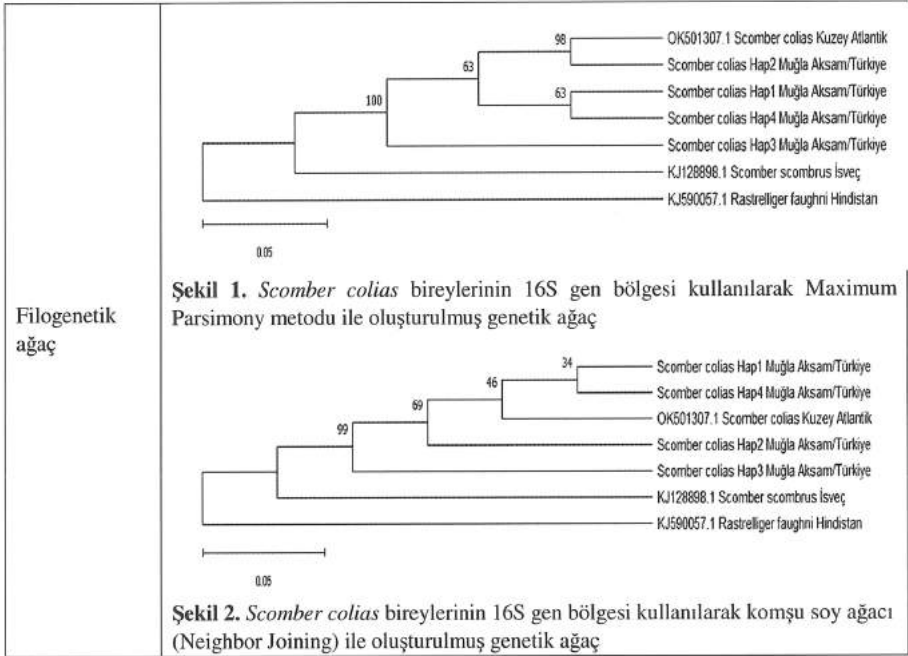 Filogenetik
ağaç
98
OK501307.1 Scomber colias Kuzey Atlantik
63
Scomber colias Hap2 Muğla Aksam/Türkiye
63
Scomber colias Hap1 Muğla Aksam/Türkiye
100
Scomber colias Hap4 Muğla Aksam/Türkiye
Scomber colias Hap3 Muğla Aksam/Türkiye
KJ128898.1 Scomber scombrus İsveç
KJ590057.1 Rastrelliger faughni Hindistan
0.05
Şekil 1. Scomber colias bireylerinin 16S gen bölgesi kullanılarak Maximum
Parsimony metodu ile oluşturulmuş genetik ağaç
34
Scomber colias Hap1 Muğla Aksam/Türkiye
46
Scomber colias Hap4 Muğla Aksam/Türkiye
69
OK501307.1 Scomber colias Kuzey Atlantik
99
Scomber colias Hap2 Muğla Aksam/Türkiye
Scomber colias Hap3 Muğla Aksam/Türkiye
KJ128898.1 Scomber scombrus İsveç
KJ590057.1 Rastrelliger faughni Hindistan
0.05
Şekil 2. Scomber colias bireylerinin 16S gen bölgesi kullanılarak komşu soy ağacı
(Neighbor Joining) ile oluşturulmuş genetik ağaç